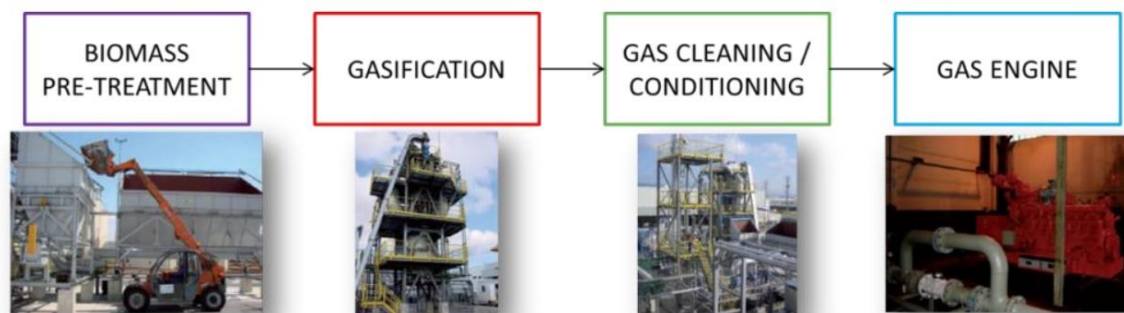 BIOMASS
PRE-TREATMENT
GASIFICATION
GAS CLEANING /
CONDITIONING
GAS ENGINE